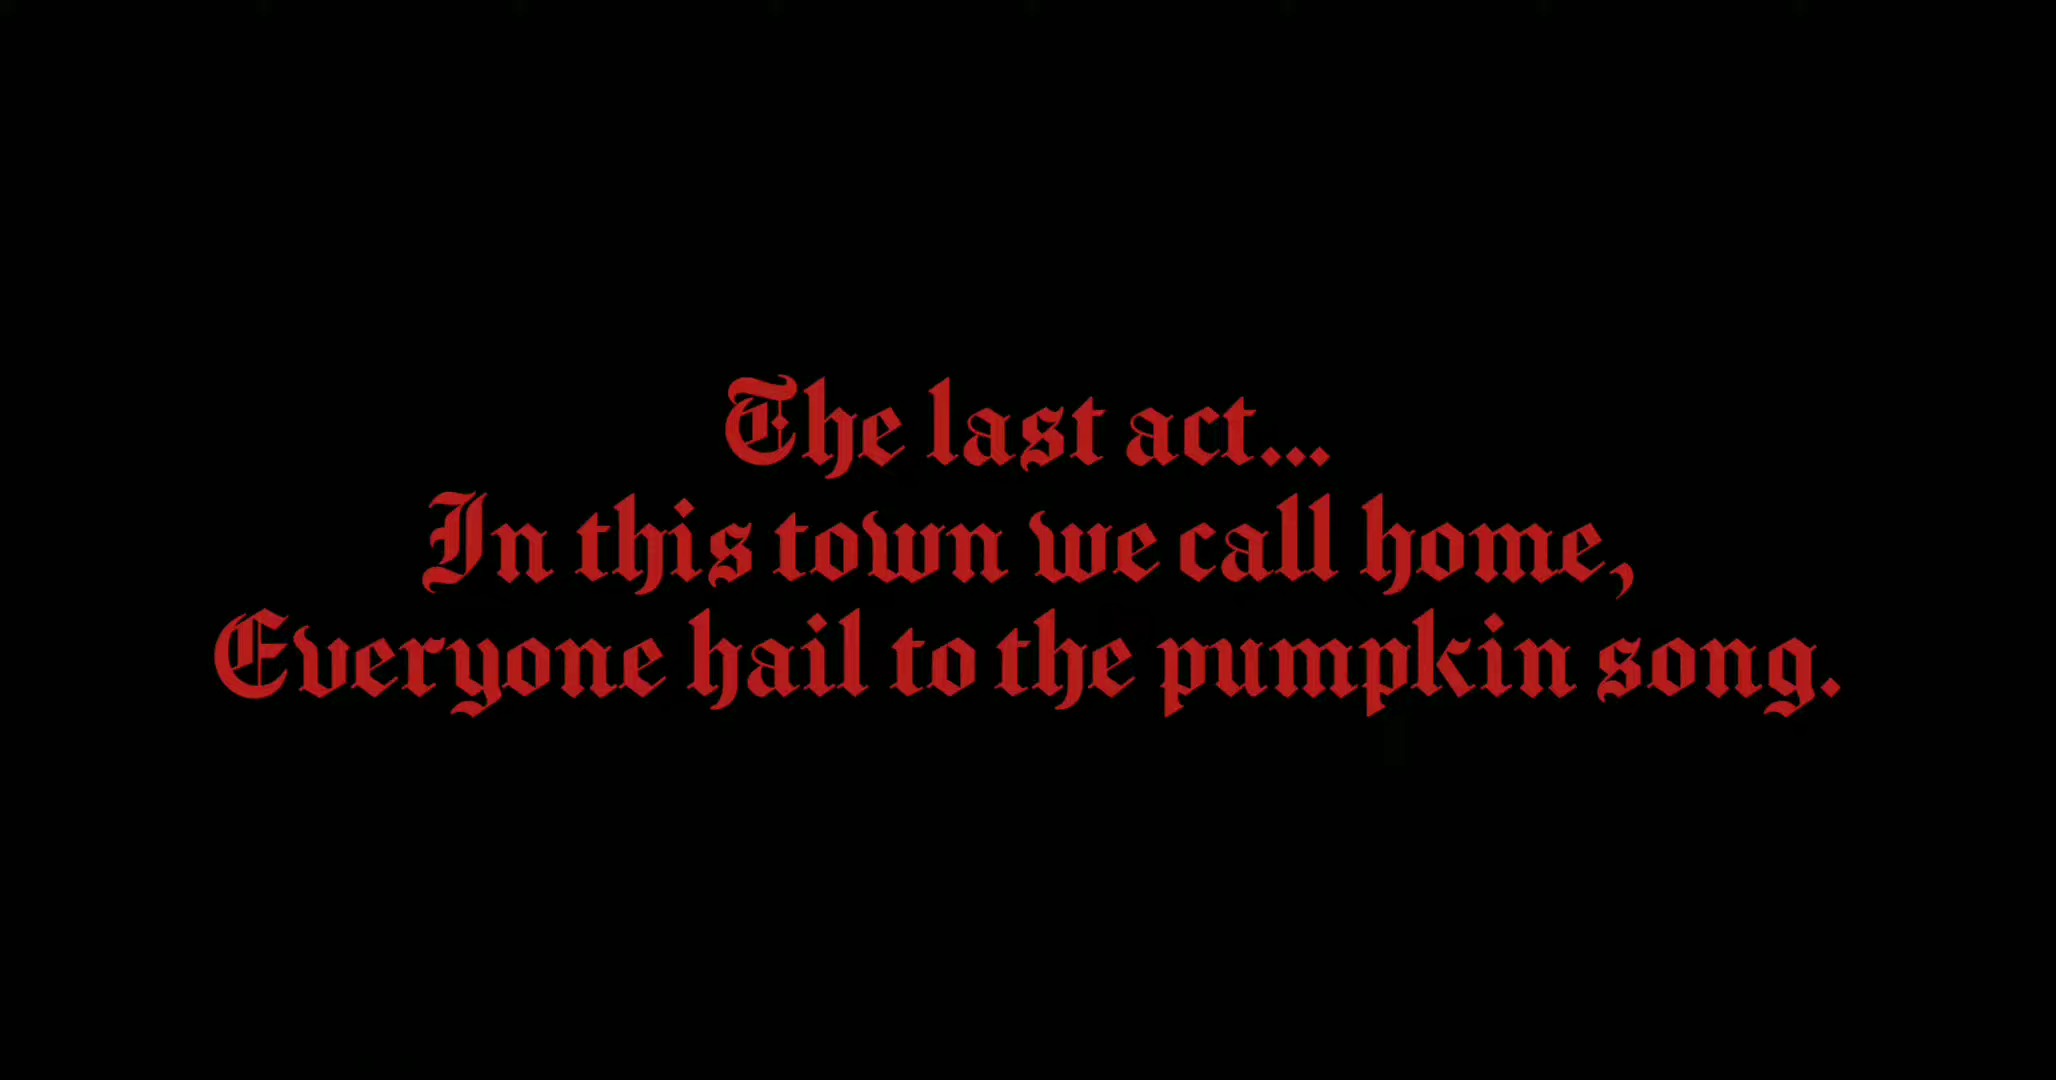 The last act...
In this town we call home,
Everyone hail to the pumpkin song.